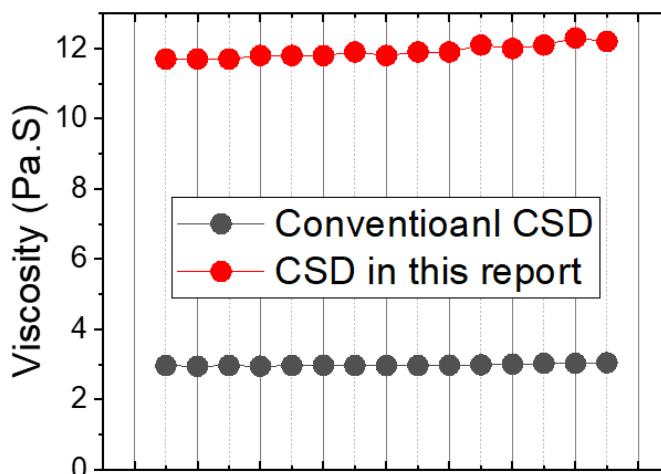 12
10
8
6
4
2
0
Viscosity (Pa.S)
Conventioanl CSD
CSD in this report